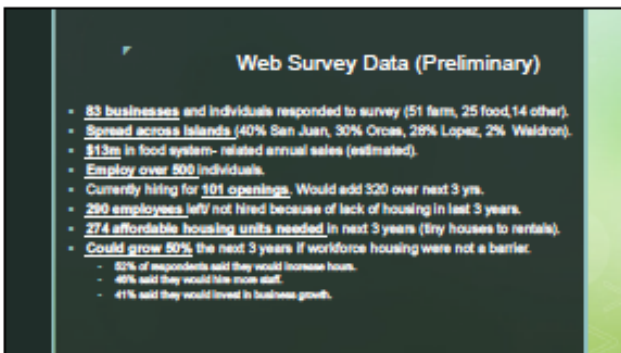 Web Survey Data (Preliminary)
83 businesses and individuals responded to survey (51 farm, 25 food,14 other).
Spread across Islands (40% San Juan, 30% Orcas, 28% Lopez, 2% Waldron).
$13m in food system- related annual sales (estimated).
Employ over 500 individuals.
Currently hiring for 101 openings. Would add 320 over next 3 yrs.
290 employees left/ not hired because of lack of housing in last 3 years.
274 affordable housing units needed in next 3 years (tiny houses to rentals).
Could grow 50% the next 3 years if workforce housing were not a barrier.
52% of respondents said they would increase hours.
46% said they would hire more staff.
41% said they would invest in business growth.